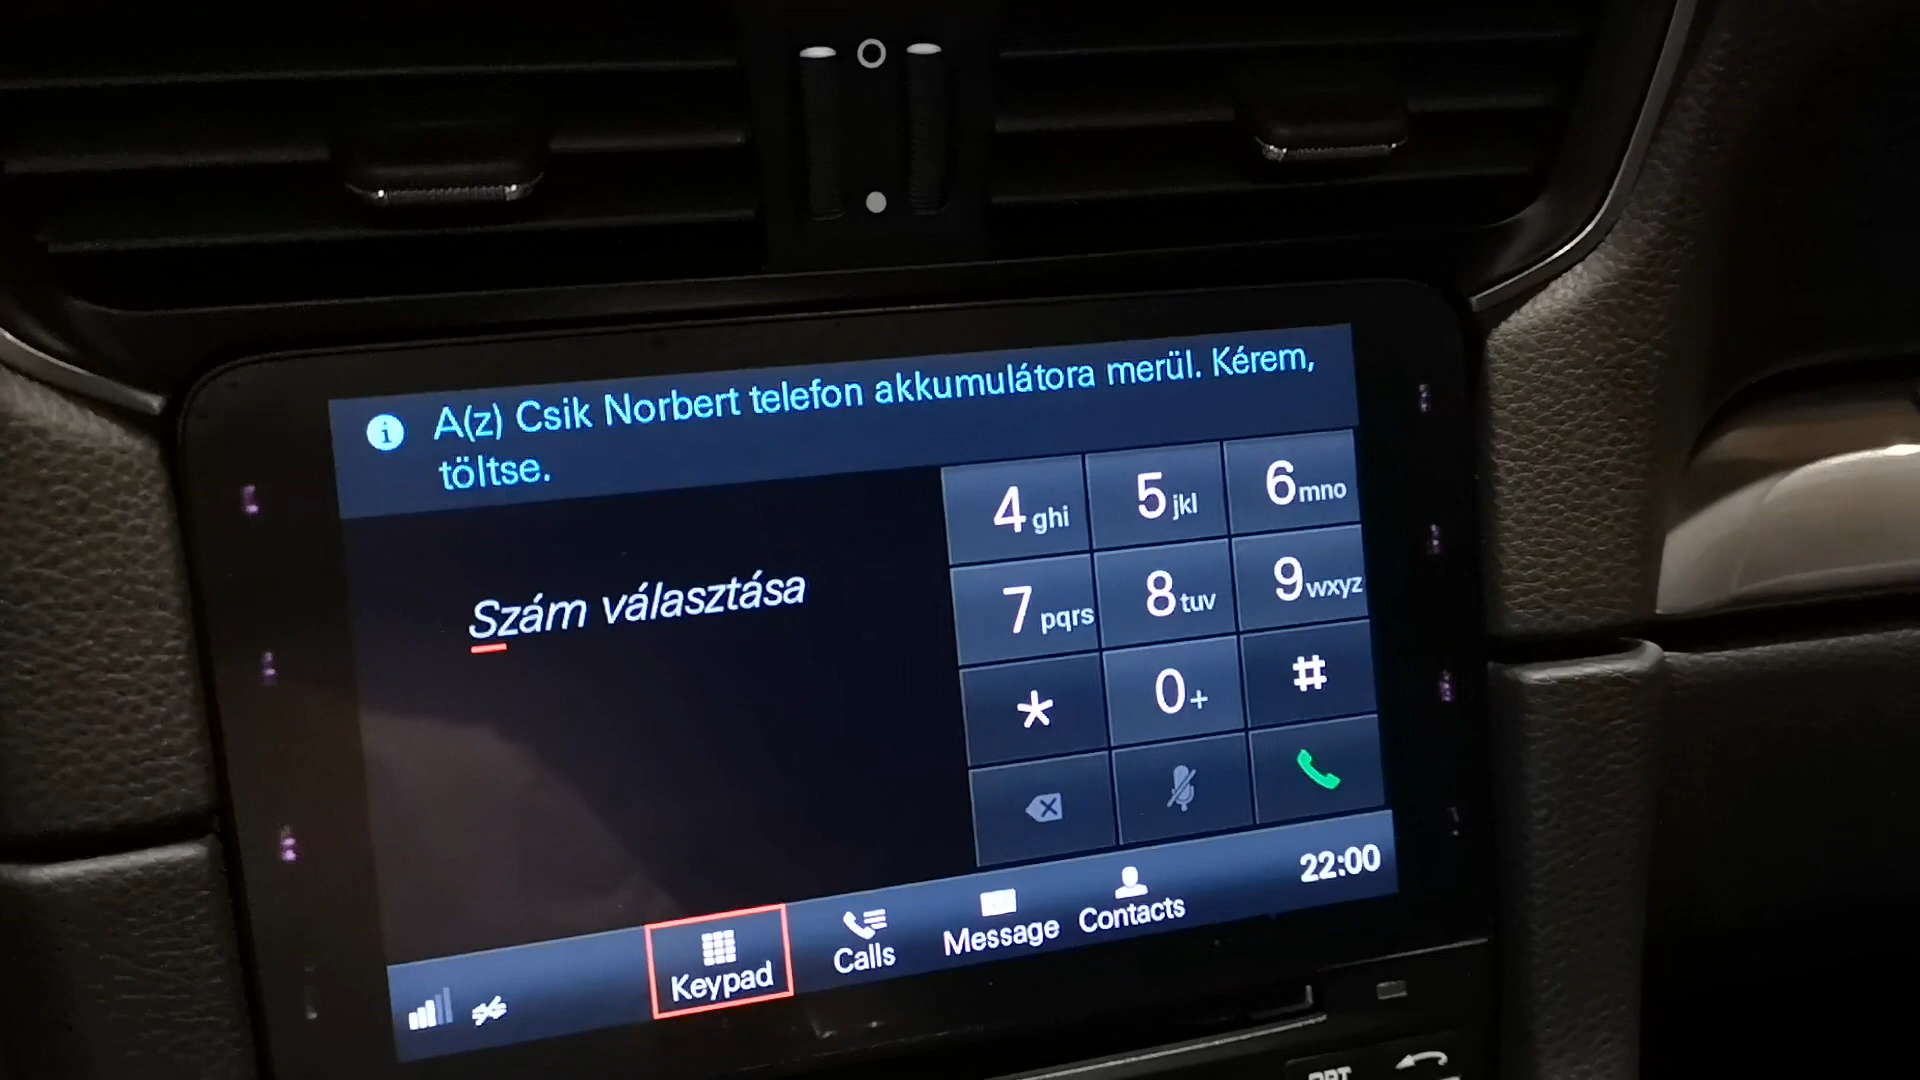 A(z) Csik Norbert telefon akkumulátora merül. Kérem,
töltse.
4 ghi 5 jkl 6 mno
Szám választása
7 pqrs 8 tuv 9 wxyz
* 0 + #
22:00
Keypad Calls Message Contacts